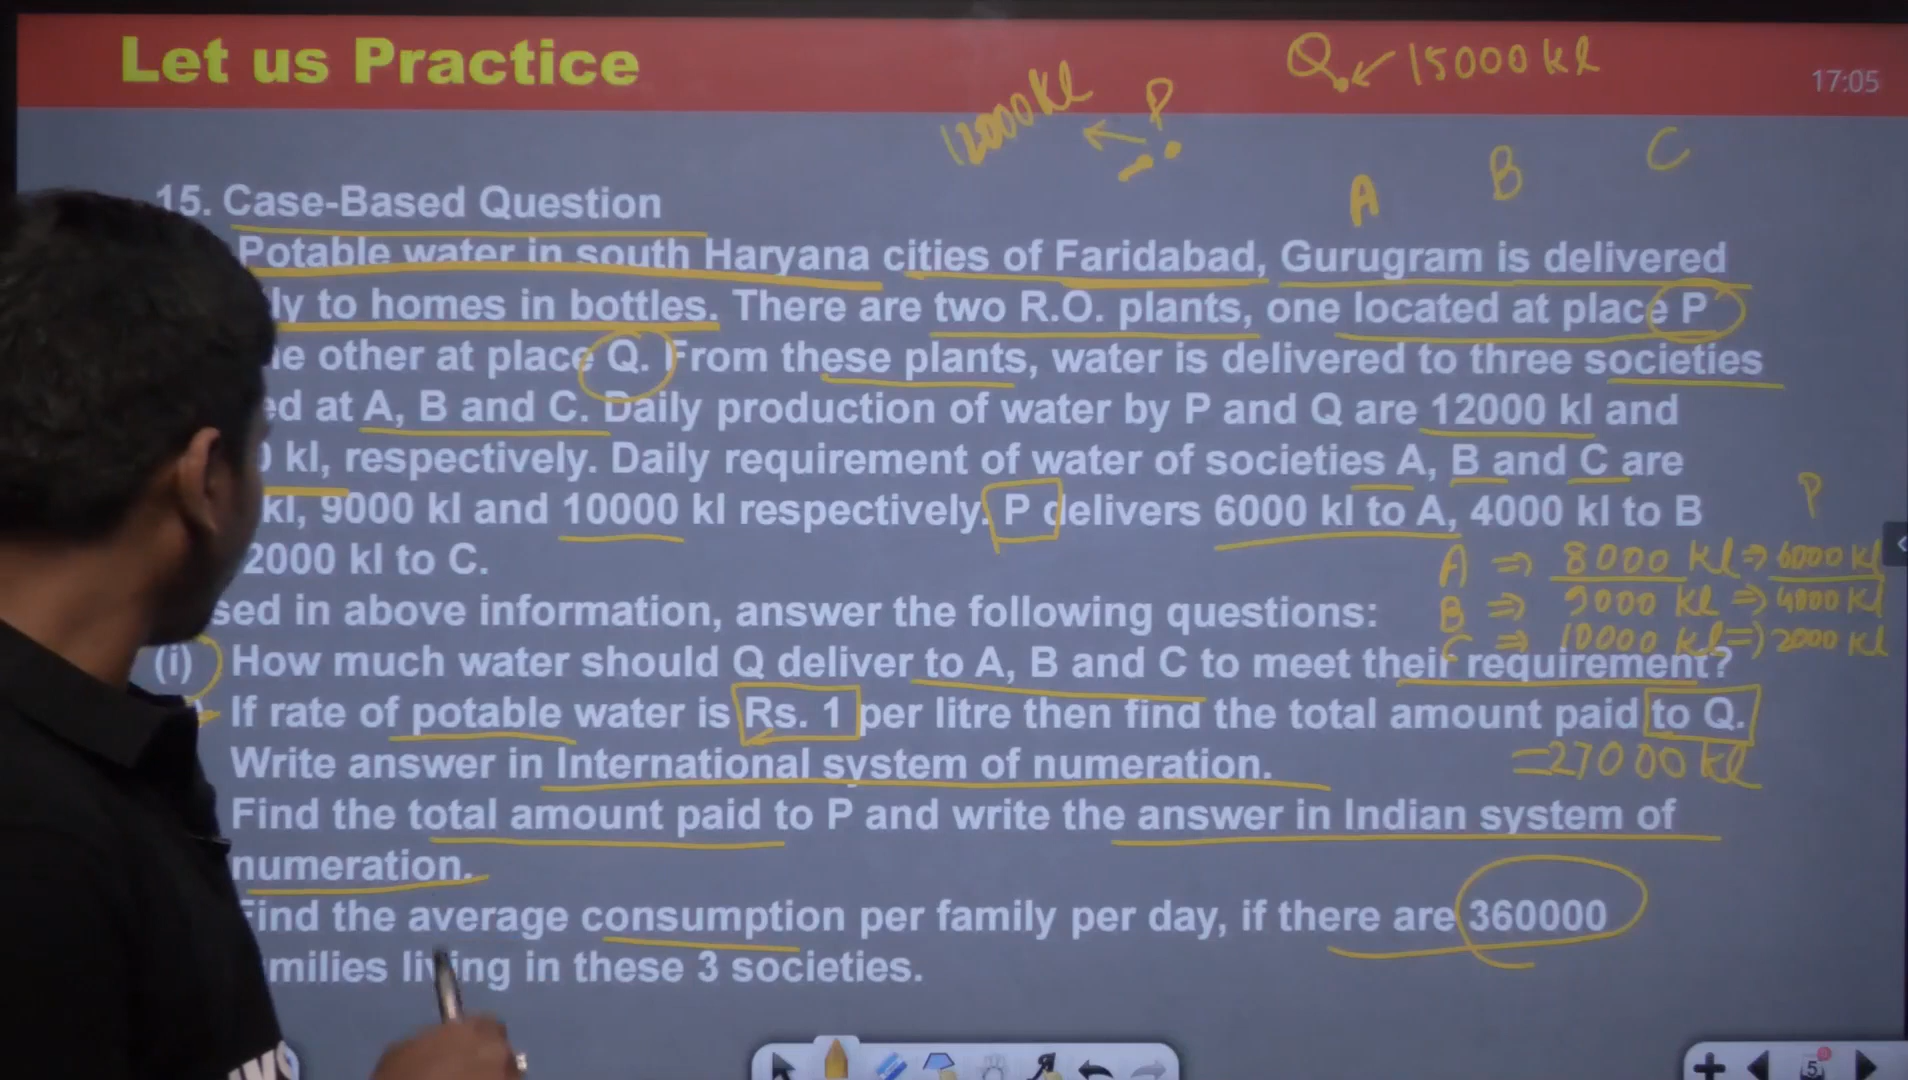 Let us Practice
Q 15000 kl
17:05
12000 kl
P
A
B
C
15. Case-Based Question
Potable water in south Haryana cities of Faridabad, Gurugram is delivered
ly to homes in bottles. There are two R.O. plants, one located at place P
e other at place Q. From these plants, water is delivered to three societies
ed at A, B and C. Daily production of water by P and Q are 12000 kl and
kl, respectively. Daily requirement of water of societies A, B and C are
kl, 9000 kl and 10000 kl respectively. P delivers 6000 kl to A, 4000 kl to B
2000 kl to C.
P
A ⇒ 8000 kl ⇒ 6000 kl
B ⇒ 9000 kl ⇒ 4000 kl
C ⇒ 10000 kl ⇒ 2000 kl
sed in above information, answer the following questions:
(i) How much water should Q deliver to A, B and C to meet their requirement?
If rate of potable water is Rs. 1 per litre then find the total amount paid to Q.
Write answer in International system of numeration.
=27000 kl
Find the total amount paid to P and write the answer in Indian system of
numeration.
Find the average consumption per family per day, if there are 360000
milies living in these 3 societies.
5